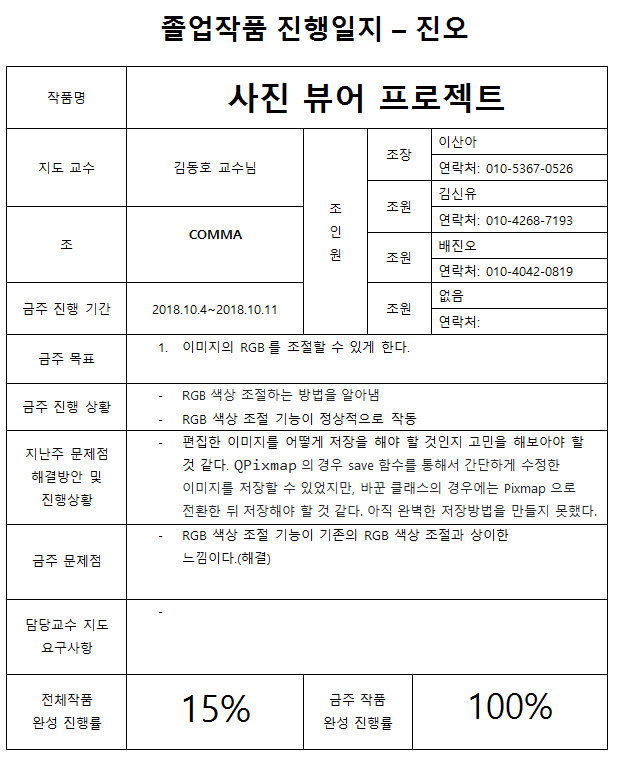 졸업작품 진행일지 – 진오
작품명
사진 뷰어 프로젝트
지도 교수
김동호 교수님
조
인
원
조장
이산아
연락처: 010-5367-0526
조원
김신유
연락처: 010-4268-7193
조
COMMA
조원
배진오
연락처: 010-4042-0819
금주 진행 기간
2018.10.4~2018.10.11
조원
없음
연락처:
금주 목표
1. 이미지의 RGB를 조절할 수 있게 한다.
금주 진행 상황
- RGB 색상 조절하는 방법을 알아냄
- RGB 색상 조절 기능이 정상적으로 작동
지난주 문제점
해결방안 및
진행상황
- 편집한 이미지를 어떻게 저장을 해야 할 것인지 고민을 해보아야 할
것 같다. QPixmap의 경우 save 함수를 통해서 간단하게 수정한
이미지를 저장할 수 있었지만, 바꾼 클래스의 경우에는 Pixmap 으로
전환한 뒤 저장해야 할 것 같다. 아직 완벽한 저장방법을 만들지 못했다.
금주 문제점
- RGB 색상 조절 기능이 기존의 RGB 색상 조절과 상이한
느낌이다.(해결)
담당교수 지도
요구사항
-
전체작품
완성 진행률
15%
금주 작품
완성 진행률
100%